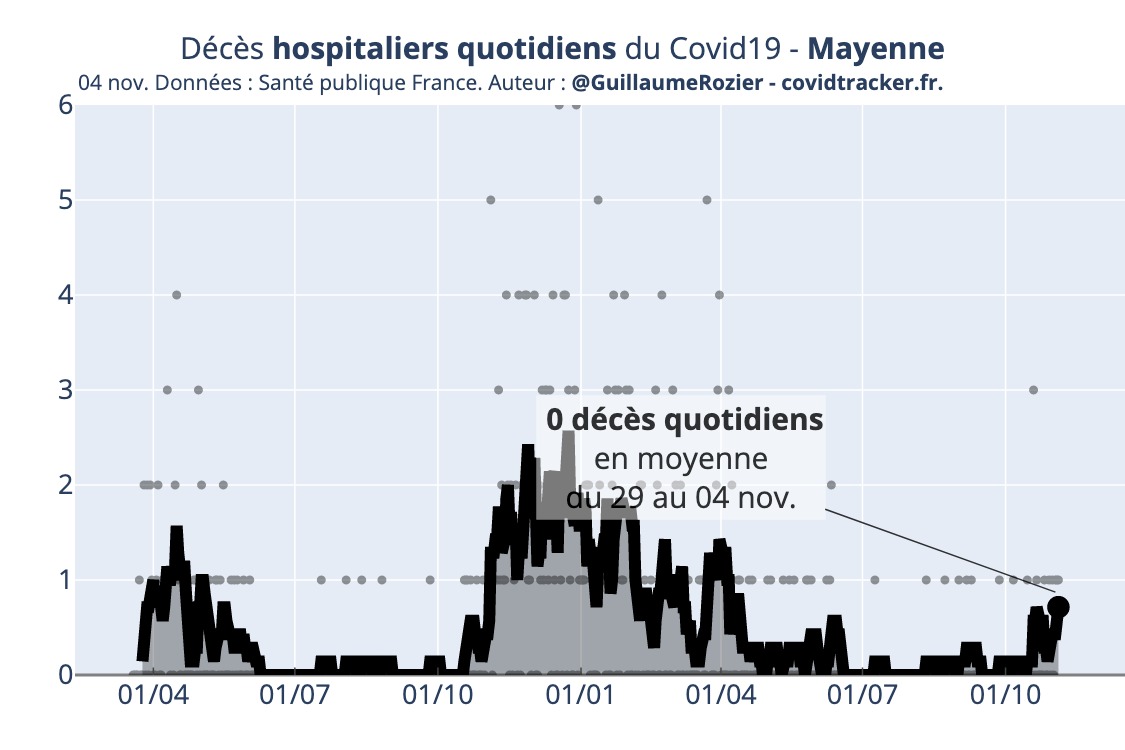 Décès hospitaliers quotidiens du Covid19 - Mayenne
04 nov. Données : Santé publique France. Auteur : @GuillaumeRozier - covidtracker.fr.
6
5
4
3
2
1
0
0 décès quotidiens
en moyenne
du 29 au 04 nov.
01/04 01/07 01/10 01/01 01/04 01/07 01/10